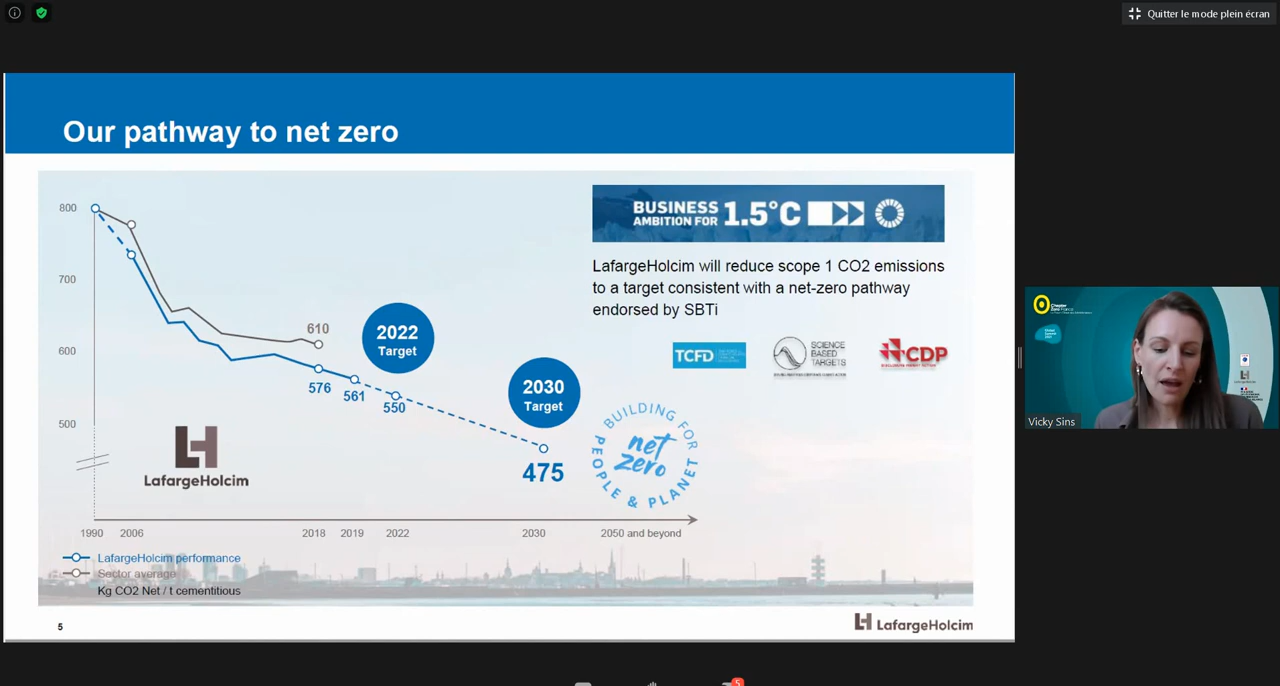 Quitter le mode plein écran
Our pathway to net zero
800
700
600
500
610
576
561
550
475
2022
Target
2030
Target
LafargeHolcim
1990
2006
2018
2019
2022
2030
2050 and beyond
LafargeHolcim performance
Sector average
Kg CO2 Net / t cementitious
BUSINESS
AMBITION FOR 1.5°C
LafargeHolcim will reduce scope 1 CO2 emissions
to a target consistent with a net-zero pathway
endorsed by SBTi
TCFD
SCIENCE
BASED
TARGETS
CDP
BUILDING FOR
PEOPLE & PLANET
net
zero
5
LafargeHolcim
Chapter
Zero France
Vicky Sins
5